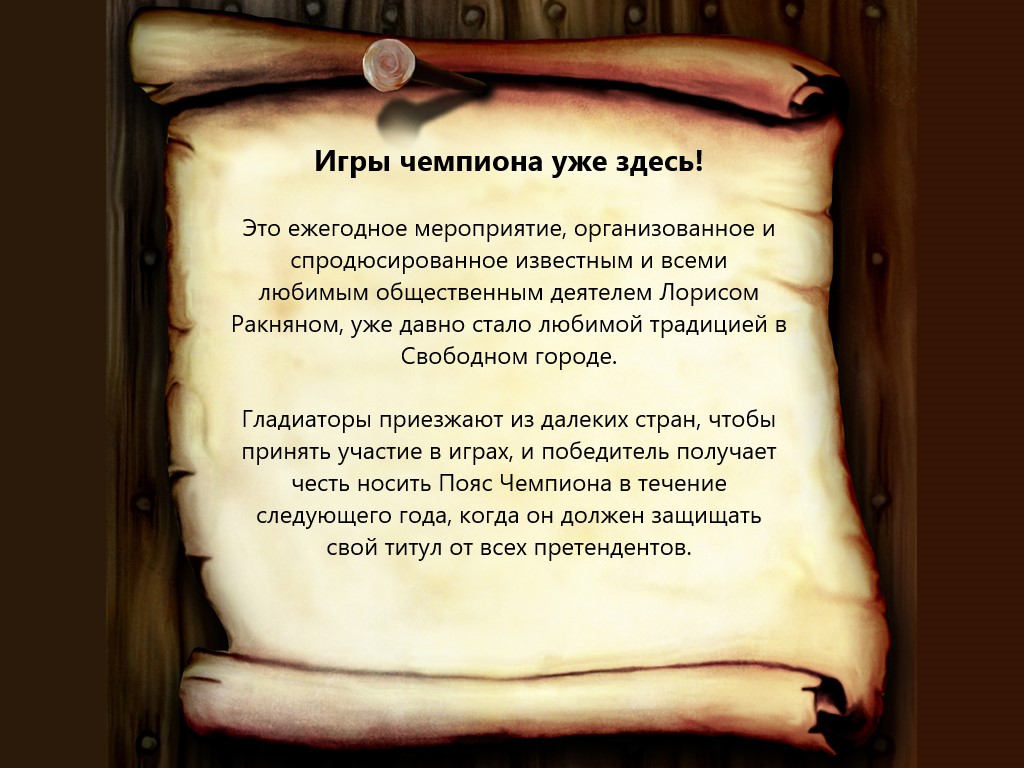 Игры чемпиона уже здесь!
Это ежегодное мероприятие, организованное и
спродюсированное известным и всеми
любимым общественным деятелем Лорисом
Ракняном, уже давно стало любимой традицией в
Свободном городе.
Гладиаторы приезжают из далеких стран, чтобы
принять участие в играх, и победитель получает
честь носить Пояс Чемпиона в течение
следующего года, когда он должен защищать
свой титул от всех претендентов.